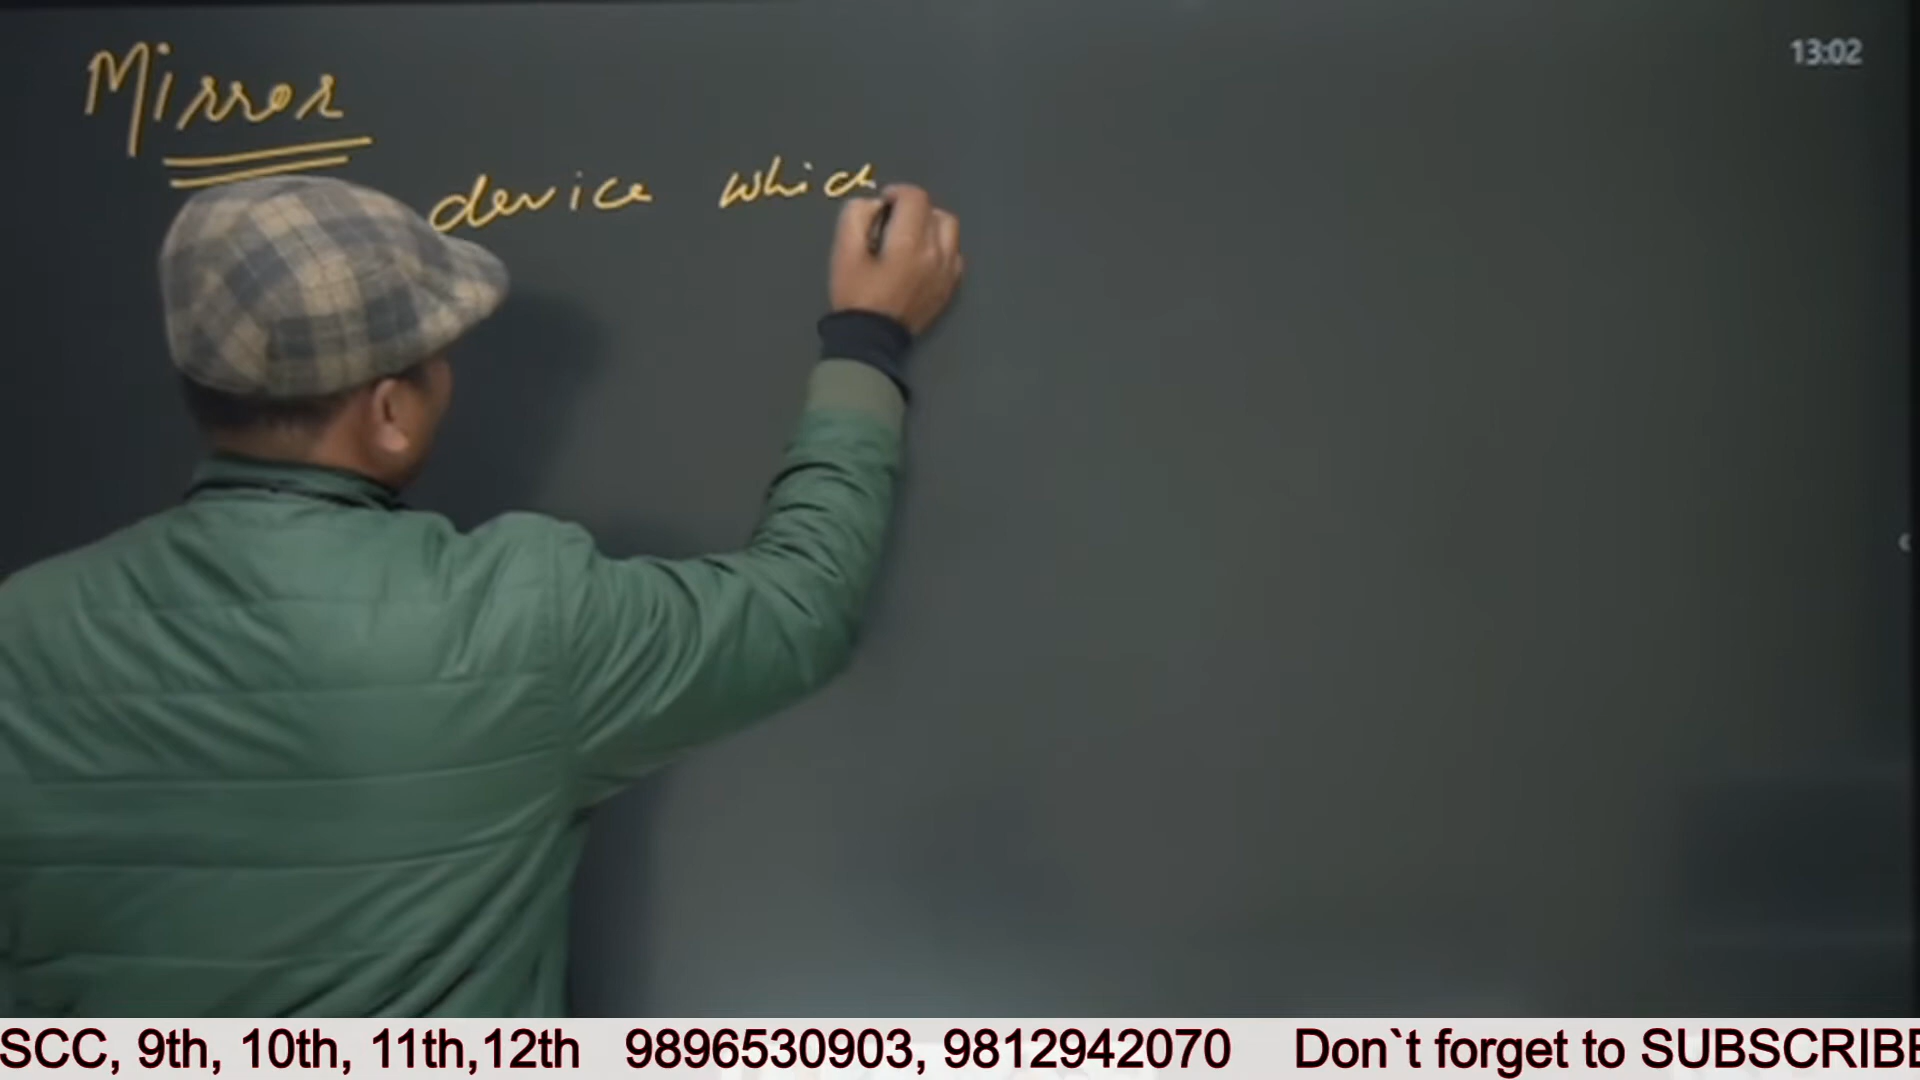 Mirror
13:02
device which
SCC, 9th, 10th, 11th,12th 9896530903, 9812942070 Don`t forget to SUBSCRIBE